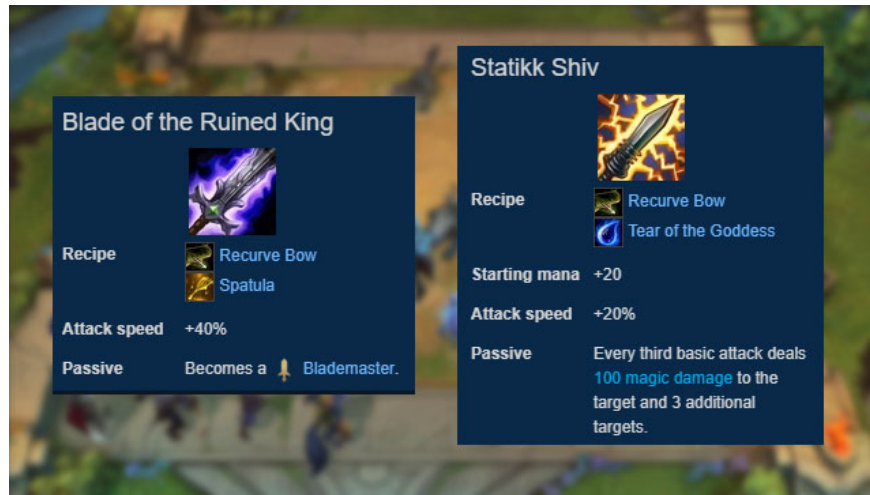 Blade of the Ruined King
Recipe
Recurve Bow
Spatula
Attack speed +40%
Passive Becomes a Blademaster.
Statikk Shiv
Recipe
Recurve Bow
Tear of the Goddess
Starting mana +20
Attack speed +20%
Passive Every third basic attack deals
100 magic damage to the
target and 3 additional
targets.